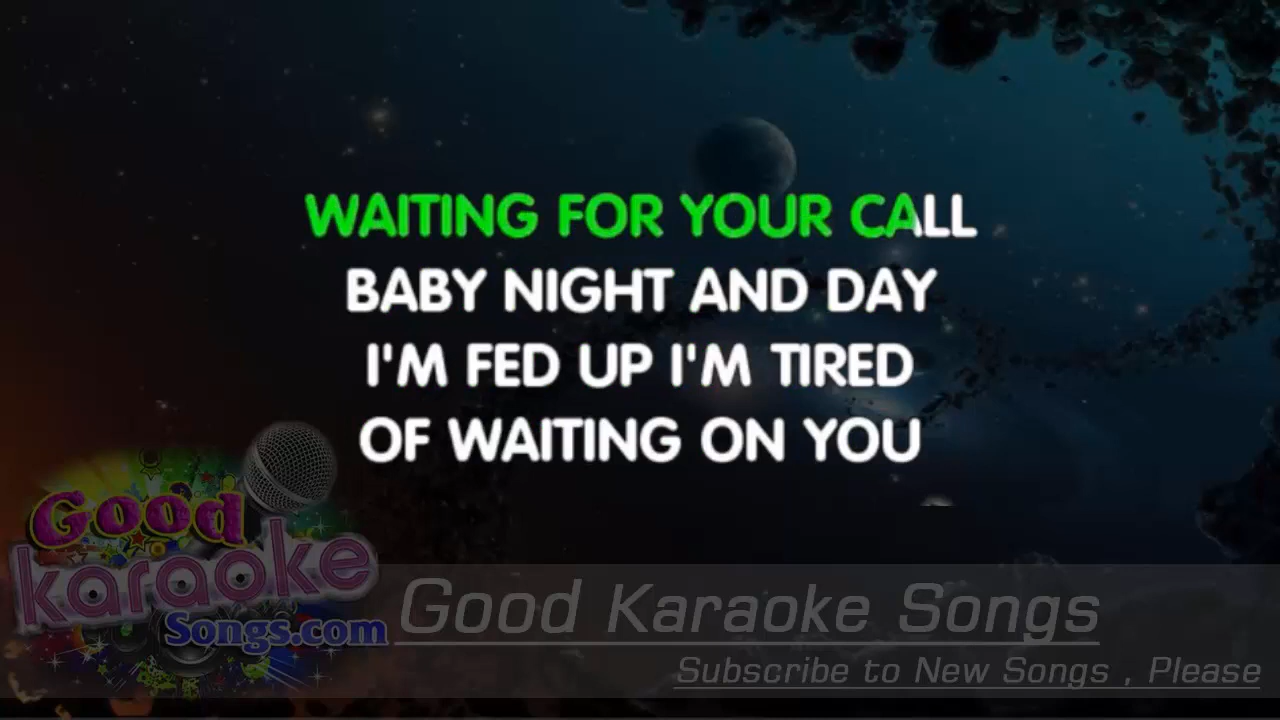 WAITING FOR YOUR CALL
BABY NIGHT AND DAY
I'M FED UP I'M TIRED
OF WAITING ON YOU
Good
karaoke
Songs.com
Good Karaoke Songs
Subscribe to New Songs , Please